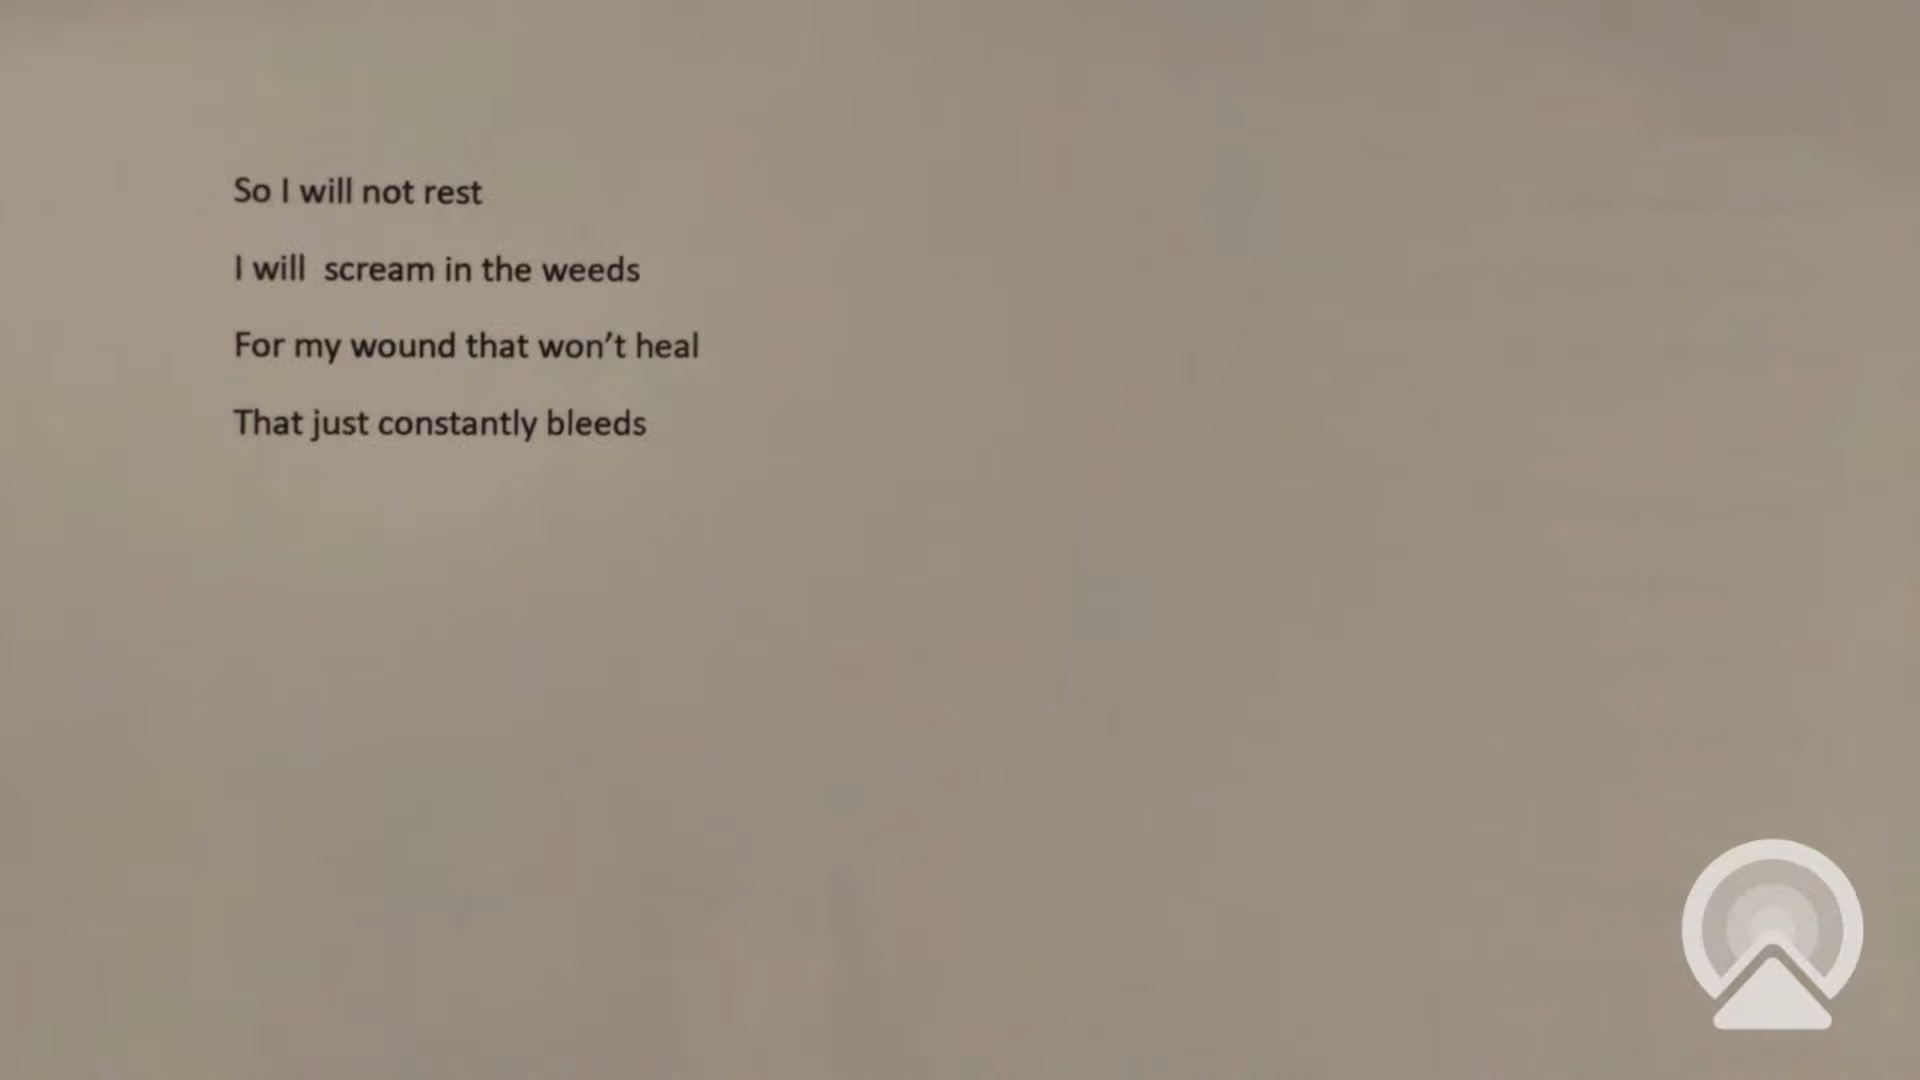 So I will not rest
I will  scream in the weeds
For my wound that won’t heal
That just constantly bleeds